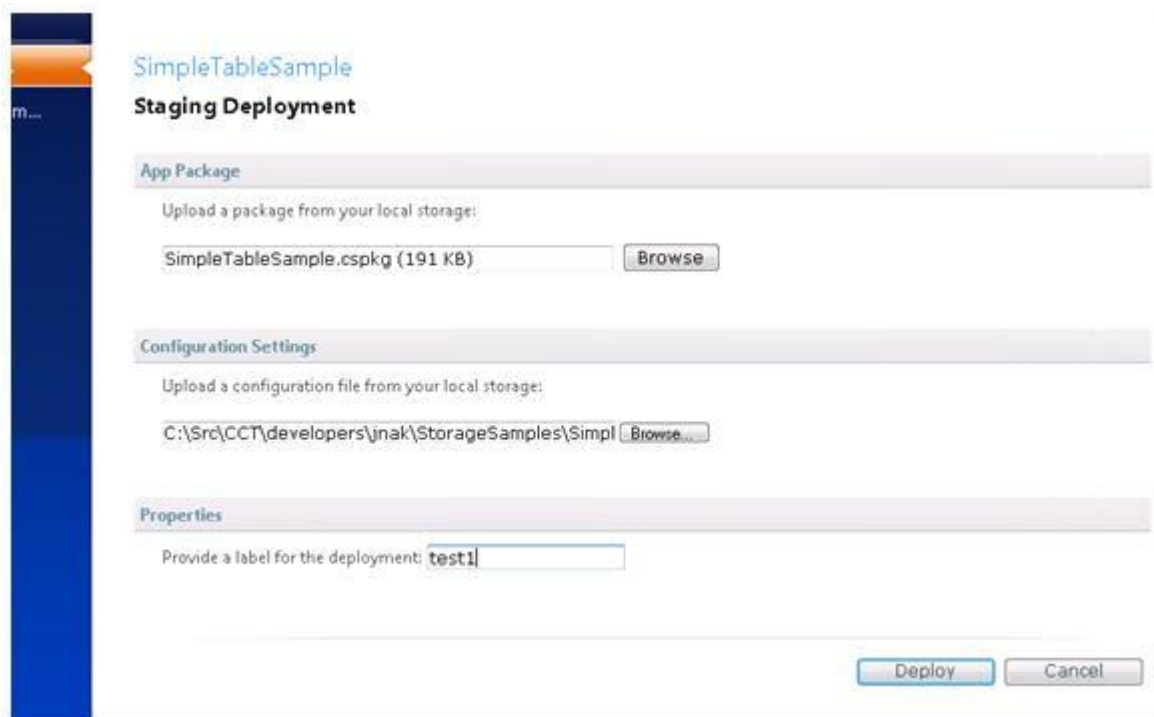 m...
SimpleTableSample
Staging Deployment
App Package
Upload a package from your local storage:
SimpleTableSample.cspkg (191 KB)
Browse
Configuration Settings
Upload a configuration file from your local storage:
C:\Src\CCT\developers\jnak\StorageSamples\Simpl
Browse...
Properties
Provide a label for the deployment: test1
Deploy
Cancel